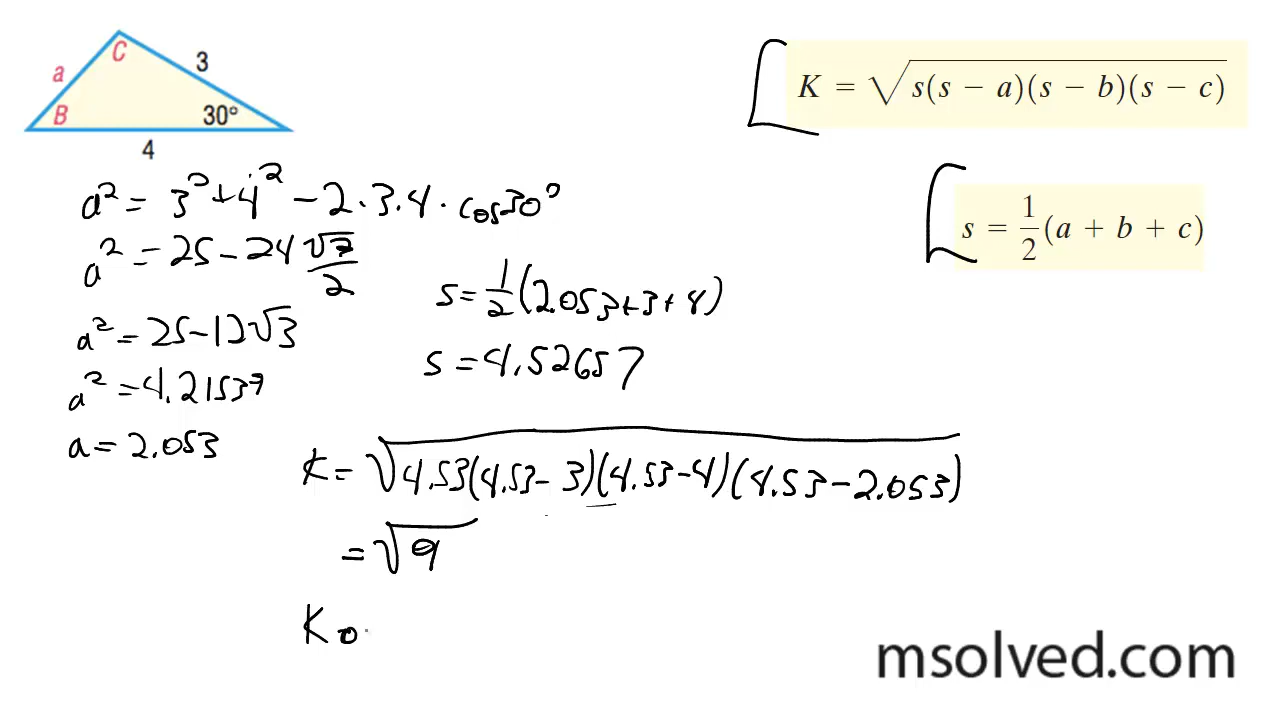 C
a
3
B
30°
4
K = √s(s − a)(s − b)(s − c)
s = 1/2 (a + b + c)
a² = 3² + 4² − 2 · 3 · 4 · cos 30°
a² = 25 − 24 √3/2
a² = 25 − 12√3
a² = 4.21539
a = 2.053
s = 1/2 (2.053 + 3 + 4)
s = 4.52657
K = √4.53(4.53 − 3)(4.53 − 4)(4.53 − 2.053)
= √9
K
msolved.com